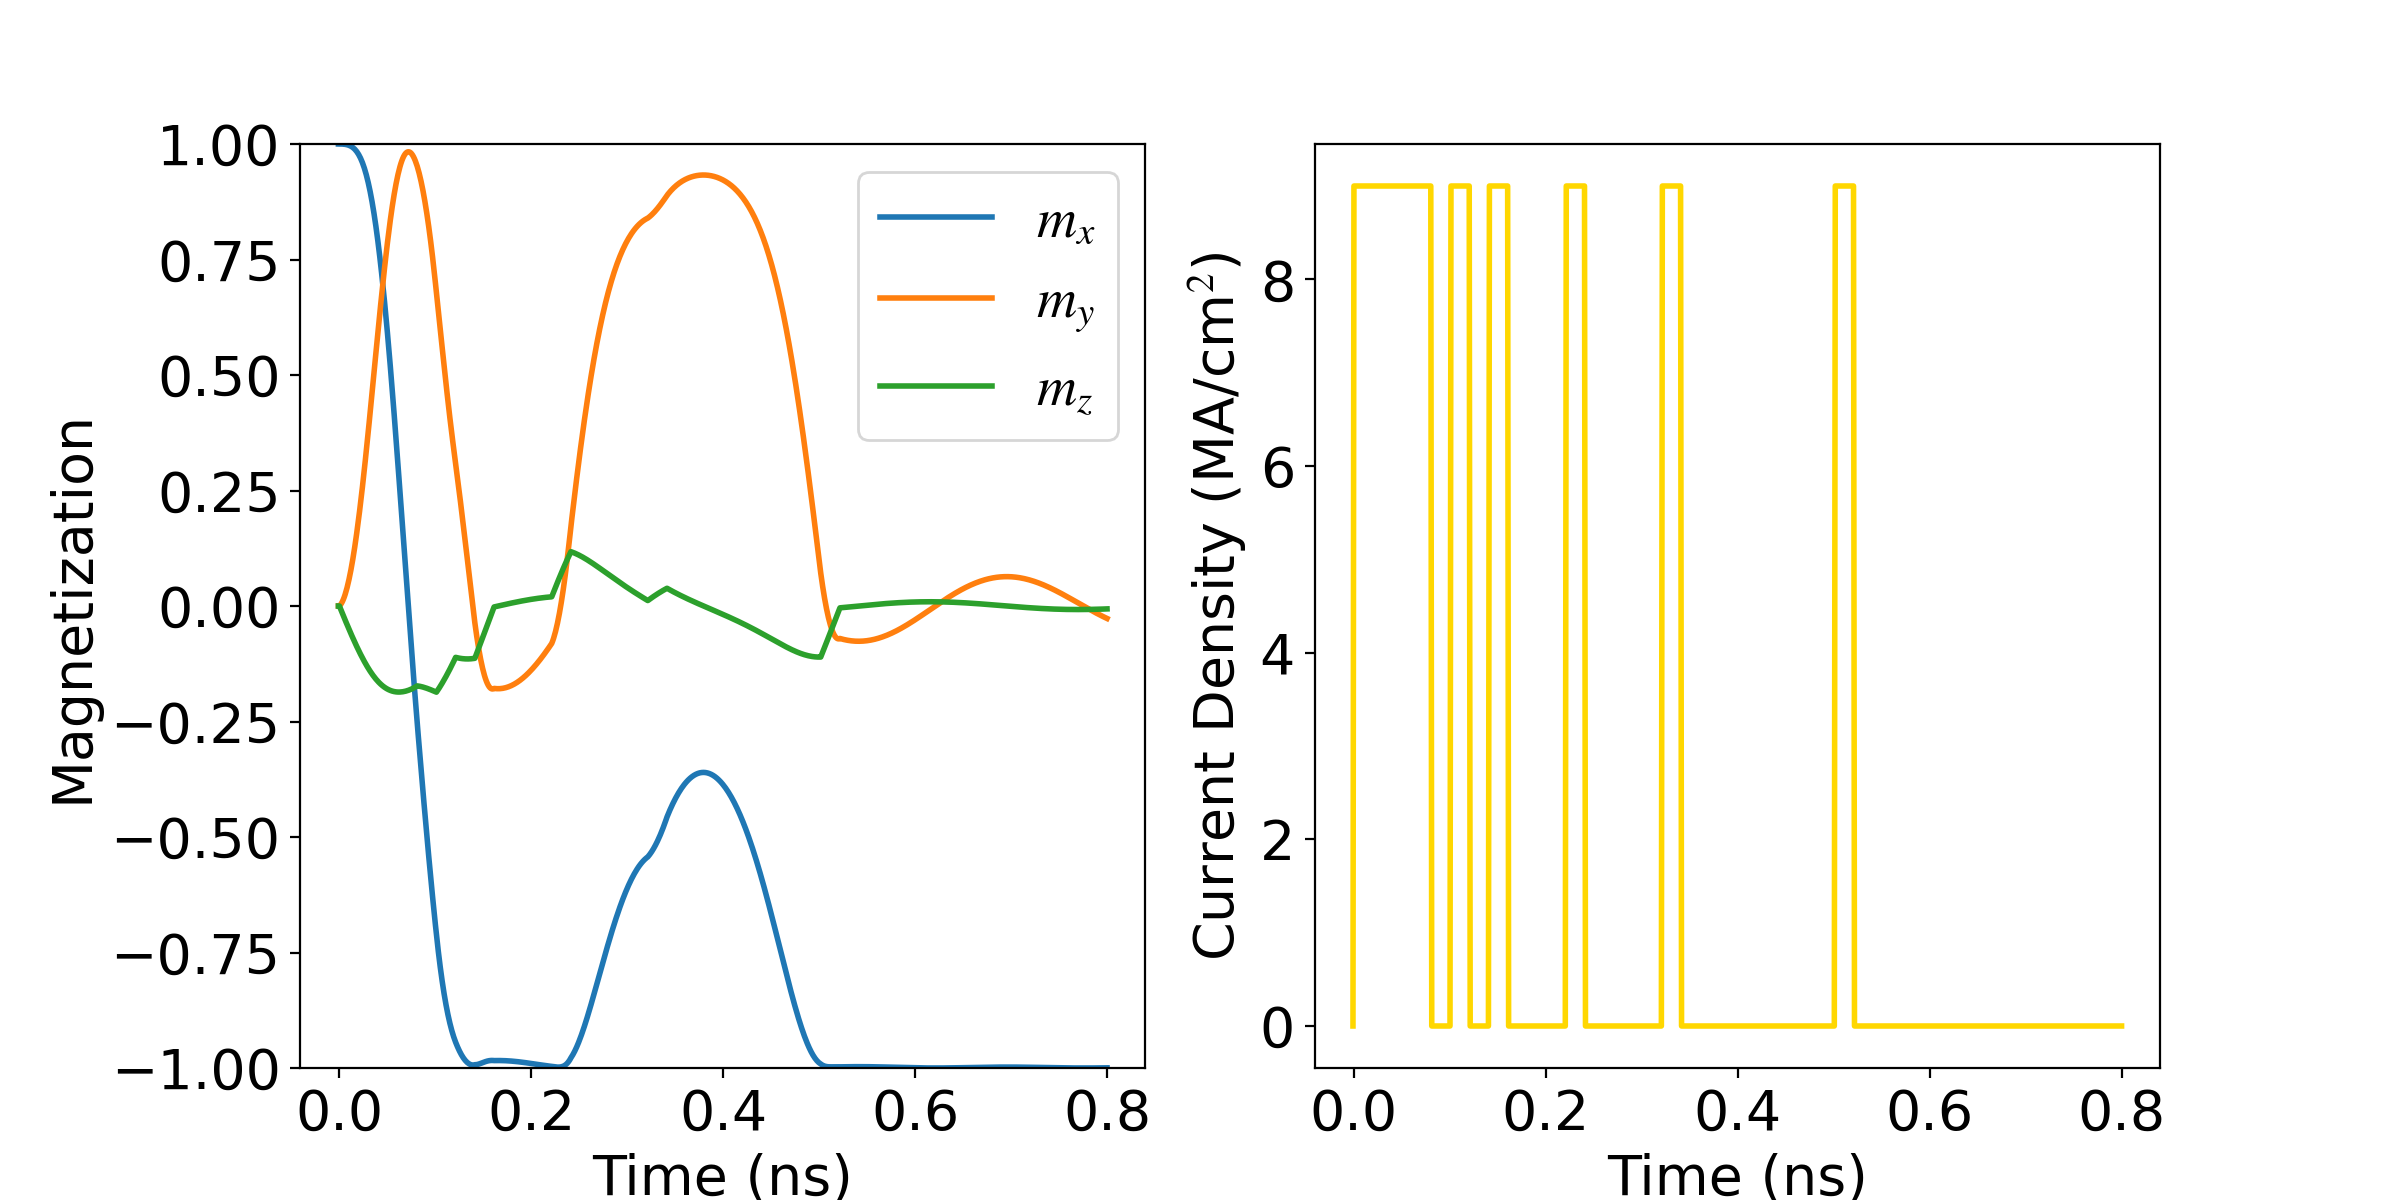 1.00
0.75
0.50
0.25
0.00
−0.25
−0.50
−0.75
−1.00
Magnetization
0.0 0.2 0.4 0.6 0.8
Time (ns)
mₓ
m_y
m_z
8
6
4
2
0
Current Density (MA/cm²)
0.0 0.2 0.4 0.6 0.8
Time (ns)